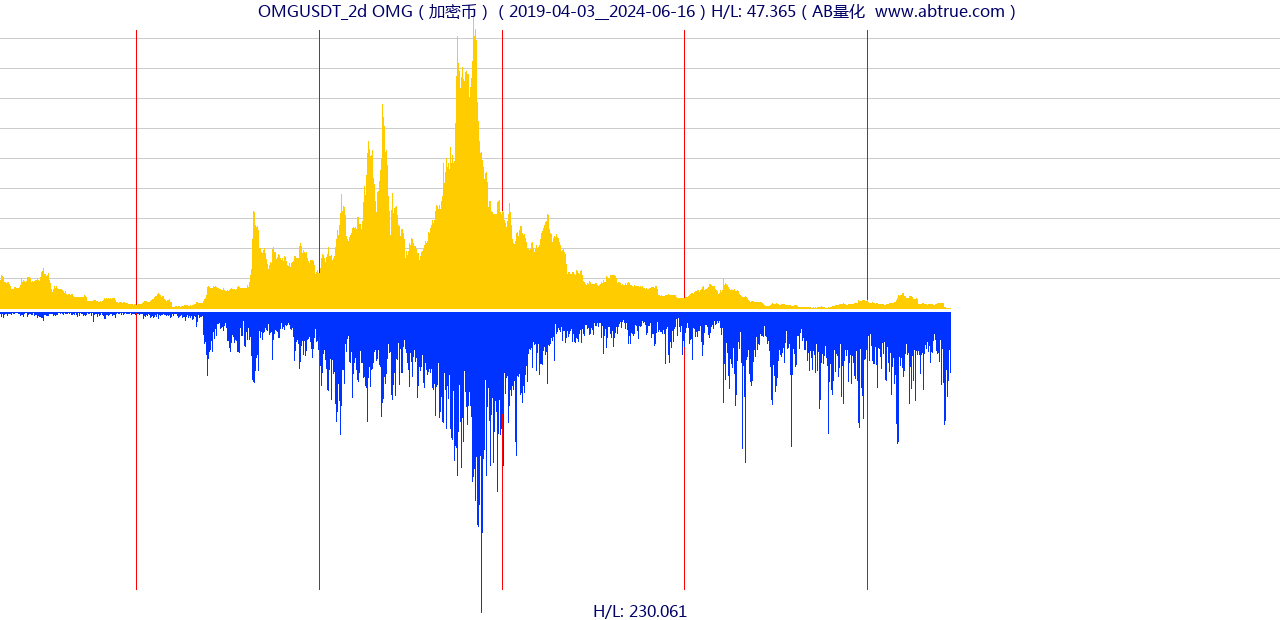 OMGUSDT_2d OMG ( 加密币 ) ( 2019-04-03__2024-06-16 ) H/L: 47.365 ( AB量化  www.abtrue.com )
H/L: 230.061